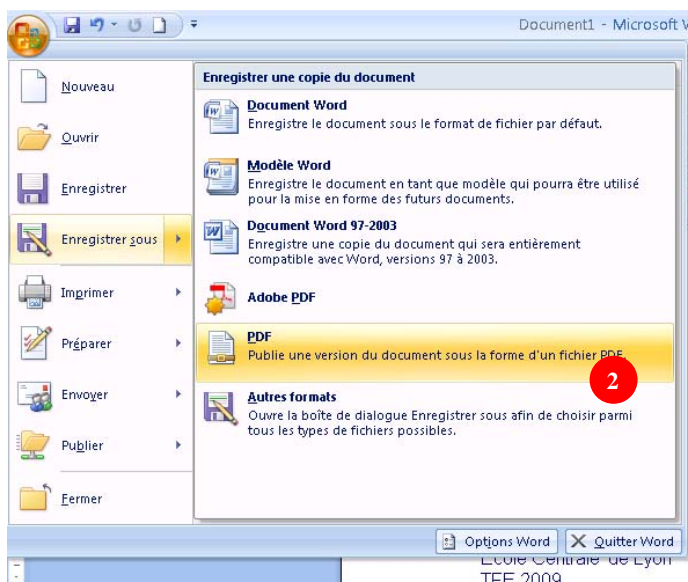 Document1 - Microsoft
Nouveau
Ouvrir
Enregistrer
Enregistrer sous
Imprimer
Préparer
Envoyer
Publier
Fermer
Enregistrer une copie du document
Document Word
Enregistre le document sous le format de fichier par défaut.
Modèle Word
Enregistre le document en tant que modèle qui pourra être utilisé
pour la mise en forme des futurs documents.
Document Word 97-2003
Enregistre une copie du document qui sera entièrement
compatible avec Word, versions 97 à 2003.
Adobe PDF
PDF
Publie une version du document sous la forme d'un fichier PDF.
2
Autres formats
Ouvre la boîte de dialogue Enregistrer sous afin de choisir parmi
tous les types de fichiers possibles.
Options Word
Quitter Word
Ecole Centrale de Lyon
TFE 2009